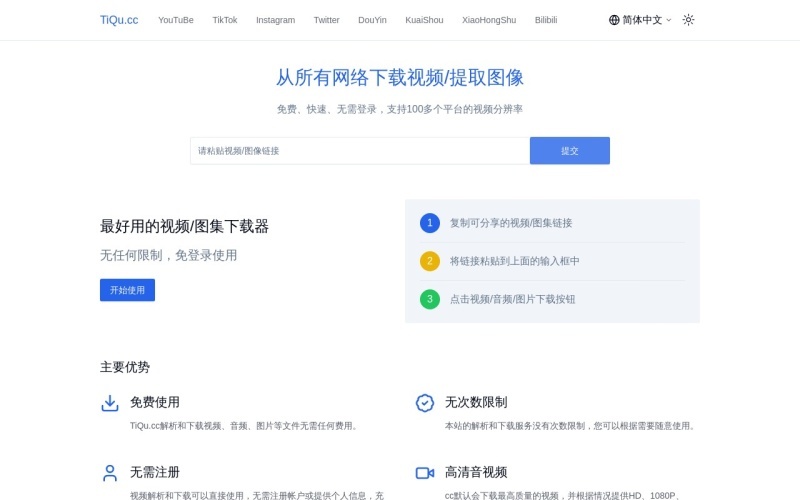 TiQu.cc YouTuBe TikTok Instagram Twitter DouYin KuaiShou XiaoHongShu Bilibili 简体中文
从所有网络下载视频/提取图像
免费、快速、无需登录，支持100多个平台的视频分辨率
请粘贴视频/图像链接 提交
最好用的视频/图集下载器
无任何限制，免登录使用
开始使用
1 复制可分享的视频/图集链接
2 将链接粘贴到上面的输入框中
3 点击视频/音频/图片下载按钮
主要优势
免费使用
TiQu.cc解析和下载视频、音频、图片等文件无需任何费用。
无次数限制
本站的解析和下载服务没有次数限制，您可以根据需要随意使用。
无需注册
视频解析和下载可以直接使用，无需注册帐户或提供个人信息，充
高清音视频
cc默认会下载最高质量的视频，并根据情况提供HD、1080P、